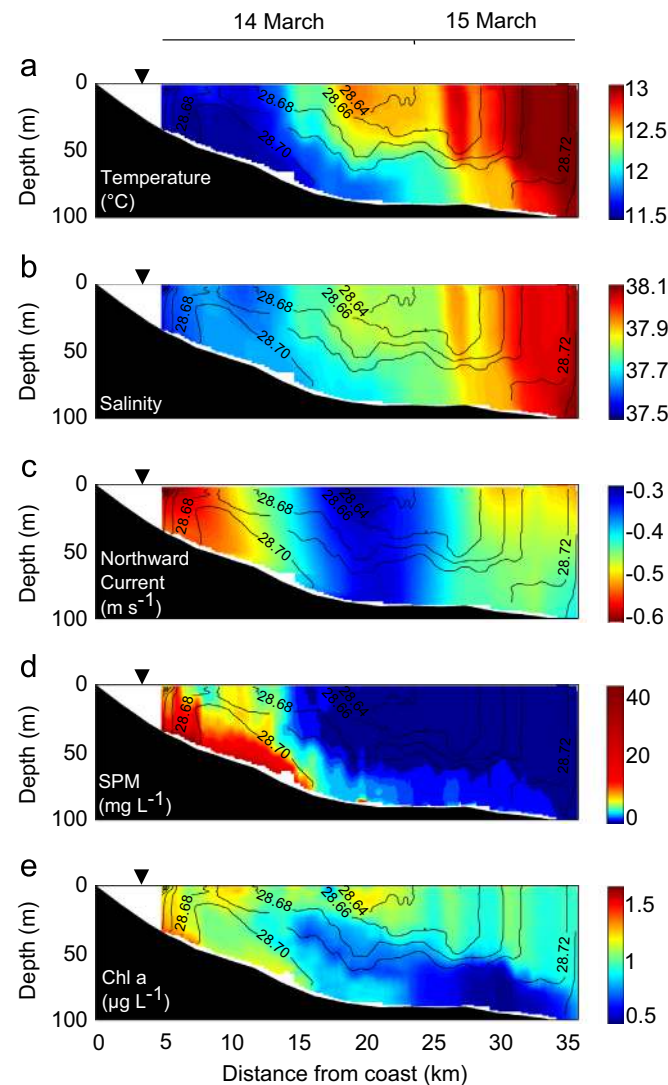 14 March 15 March
a
0
50
100
Depth (m)
Temperature
(°C)
28.68
28.70
28.66
28.64
28.72
13
12.5
12
11.5
b
0
50
100
Depth (m)
Salinity
28.68
28.68
28.70
28.66
28.64
28.72
38.1
37.9
37.7
37.5
c
0
50
100
Depth (m)
Northward
Current
(m s-1)
28.68
28.68
28.70
28.66
28.64
28.72
-0.3
-0.4
-0.5
-0.6
d
0
50
100
Depth (m)
SPM
(mg L-1)
28.68
28.68
28.70
28.66
28.64
28.72
40
20
0
e
0
50
100
Depth (m)
Chl a
(µg L-1)
28.68
28.68
28.70
28.66
28.64
28.72
1.5
1
0.5
0 5 10 15 20 25 30 35
Distance from coast (km)